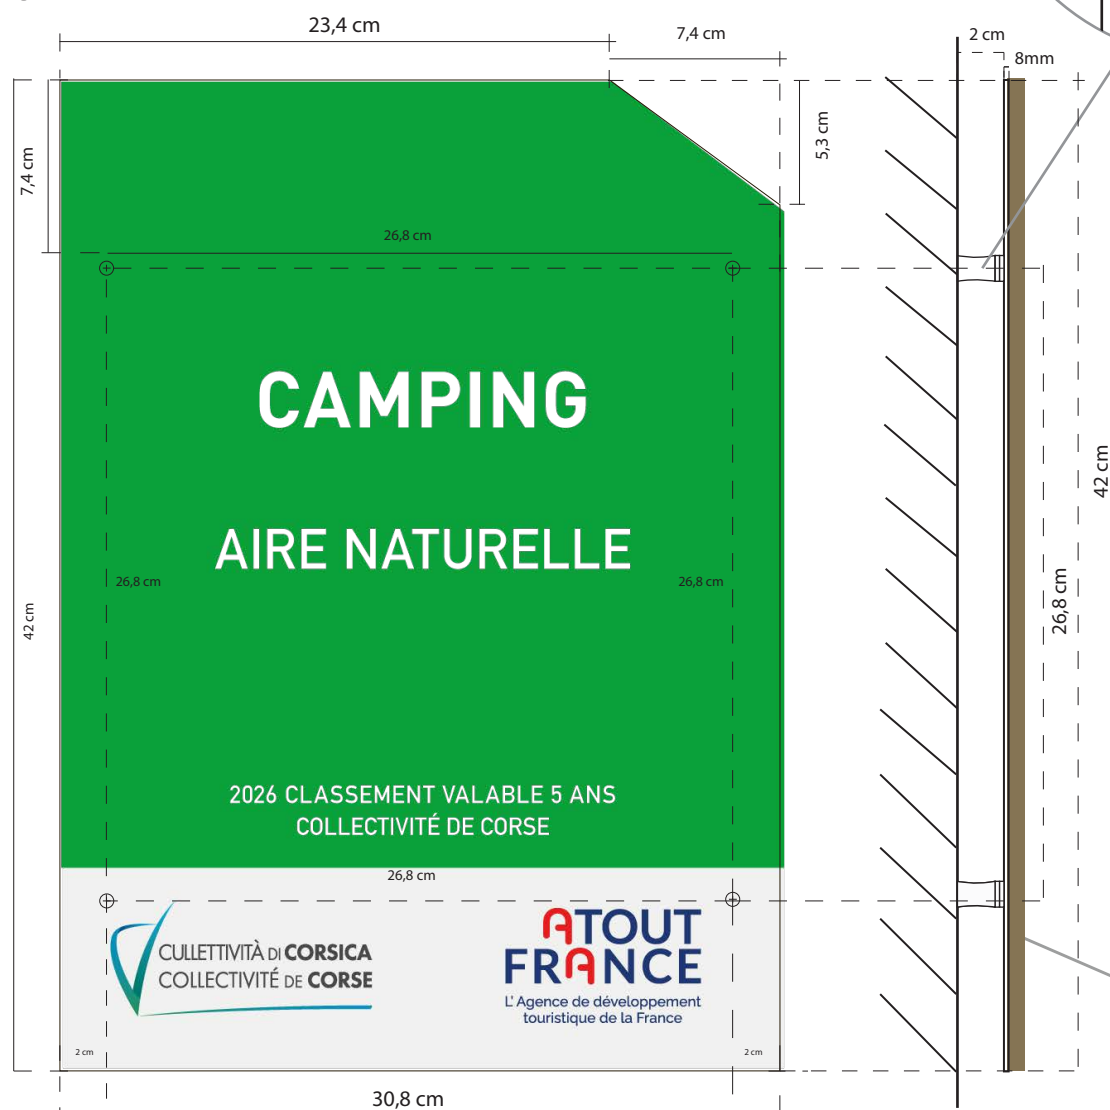 23,4 cm
7,4 cm
2 cm
8mm
7,4 cm
5,3 cm
26,8 cm
CAMPING
AIRE NATURELLE
26,8 cm
26,8 cm
42 cm
42 cm
26,8 cm
2026 CLASSEMENT VALABLE 5 ANS
COLLECTIVITÉ DE CORSE
26,8 cm
CULLETTIVITÀ DI CORSICA
COLLECTIVITÉ DE CORSE
ATOUT
FRANCE
L'Agence de développement
touristique de la France
2 cm
2 cm
30,8 cm